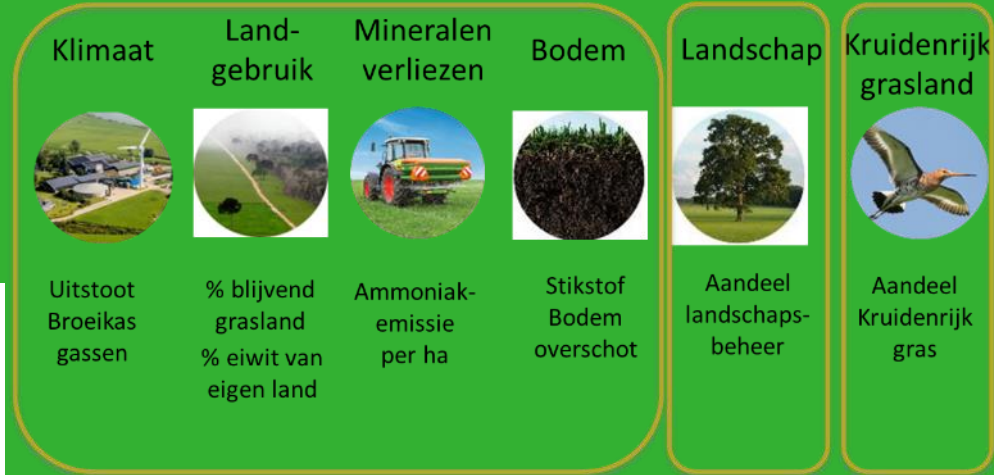 Klimaat
Land-
gebruik
Mineralen
verliezen
Bodem
Landschap
Kruidenrijk
grasland
Uitstoot
Broeikas
gassen
% blijvend
grasland
% eiwit van
eigen land
Ammoniak-
emissie
per ha
Stikstof
Bodem
overschot
Aandeel
landschaps-
beheer
Aandeel
Kruidenrijk
gras